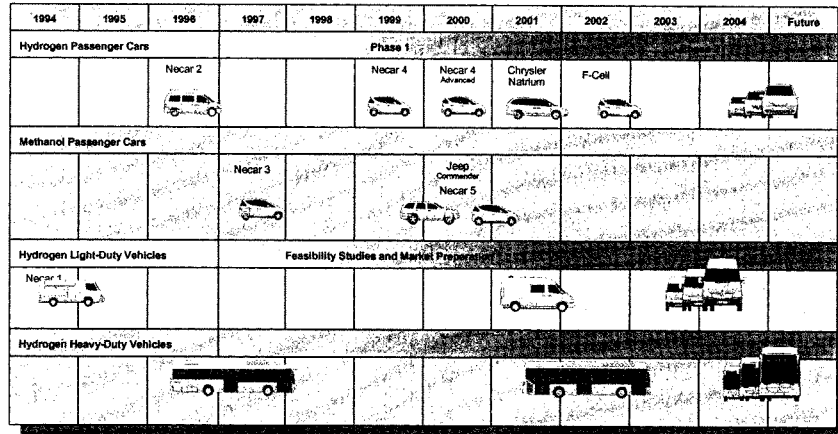 1994 1995 1996 1997 1998 1999 2000 2001 2002 2003 2004 Future
Hydrogen Passenger Cars Phase 1
Necar 2 Necar 4 Necar 4 Chrysler F-Cell
Advanced Natrium
Methanol Passenger Cars
Necar 3 Jeep
Commander
Necar 5
Hydrogen Light-Duty Vehicles Feasibility Studies and Market Preparation
Necar 1
Hydrogen Heavy-Duty Vehicles